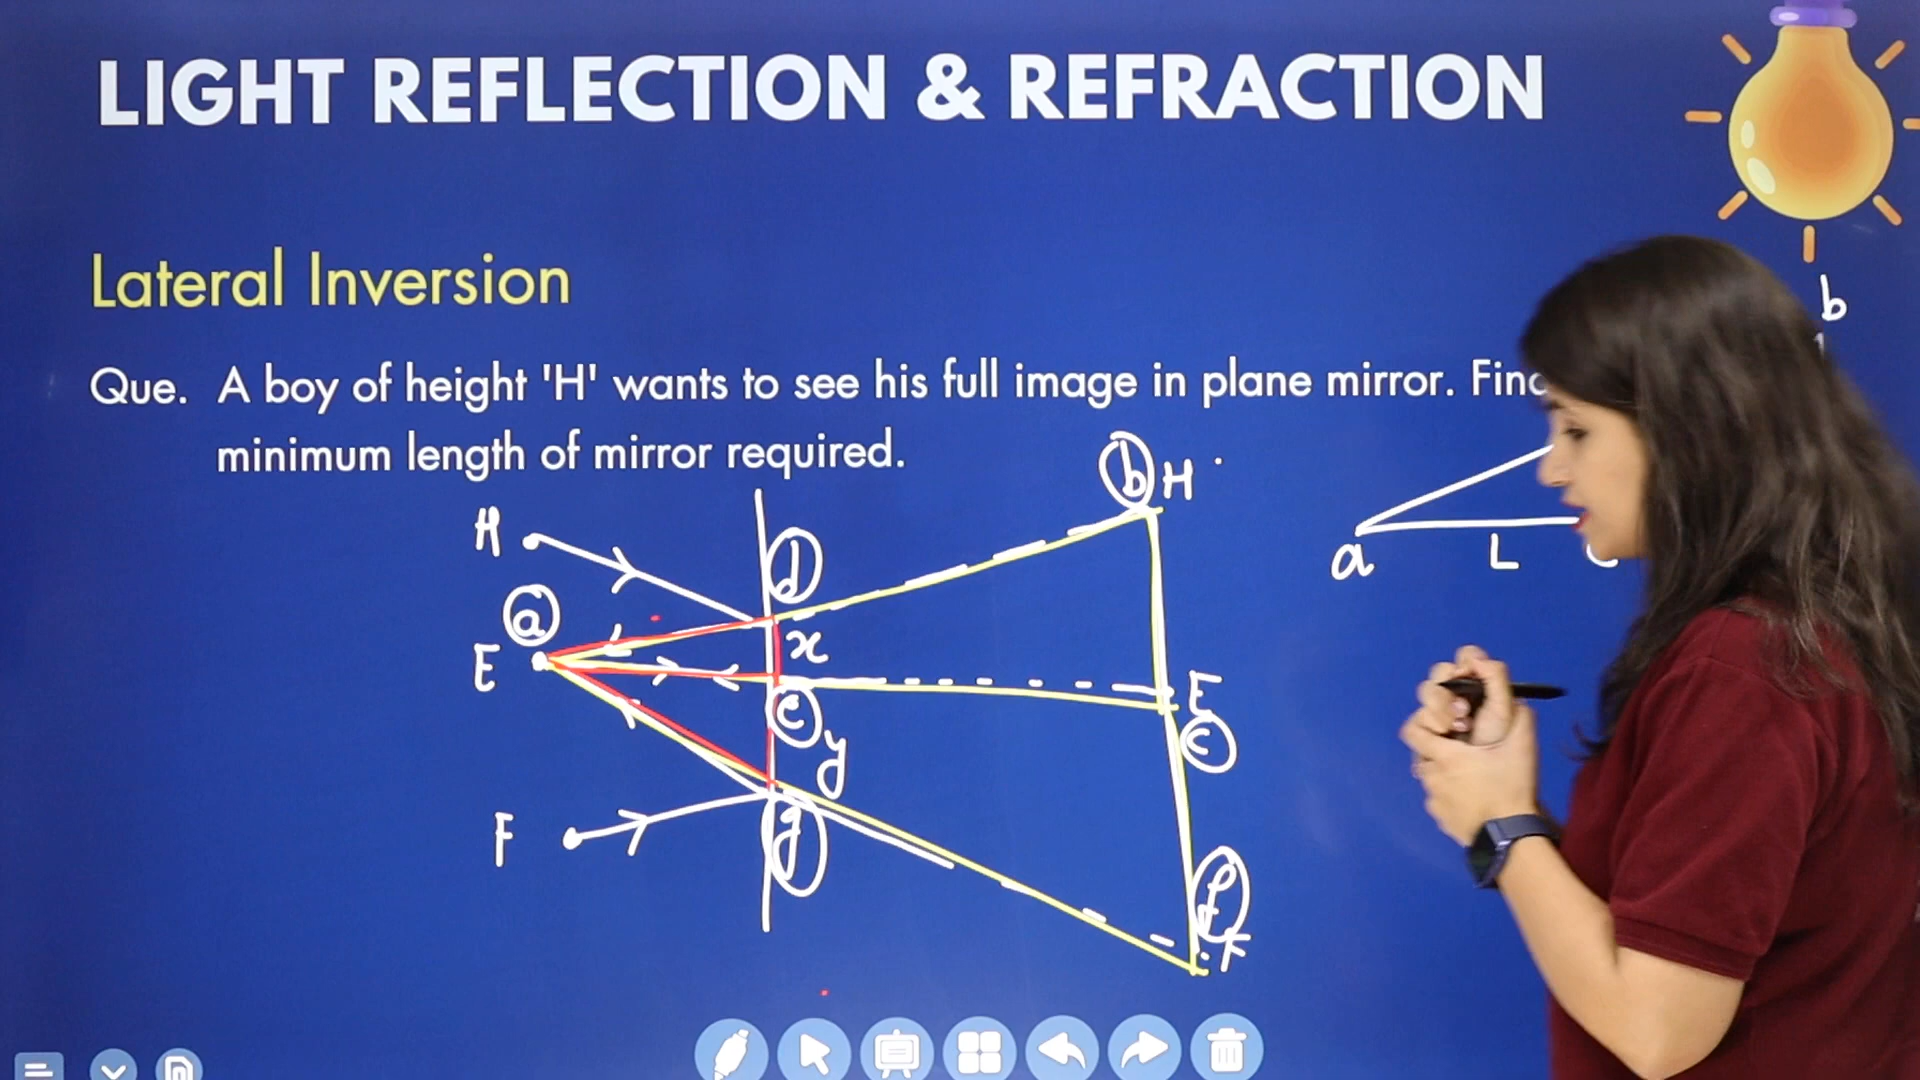 LIGHT REFLECTION & REFRACTION
Lateral Inversion
Que. A boy of height 'H' wants to see his full image in plane mirror. Find
minimum length of mirror required.
b
b H
H
d
a
L
a
x
E
E
e
c
y
F
g
f
F